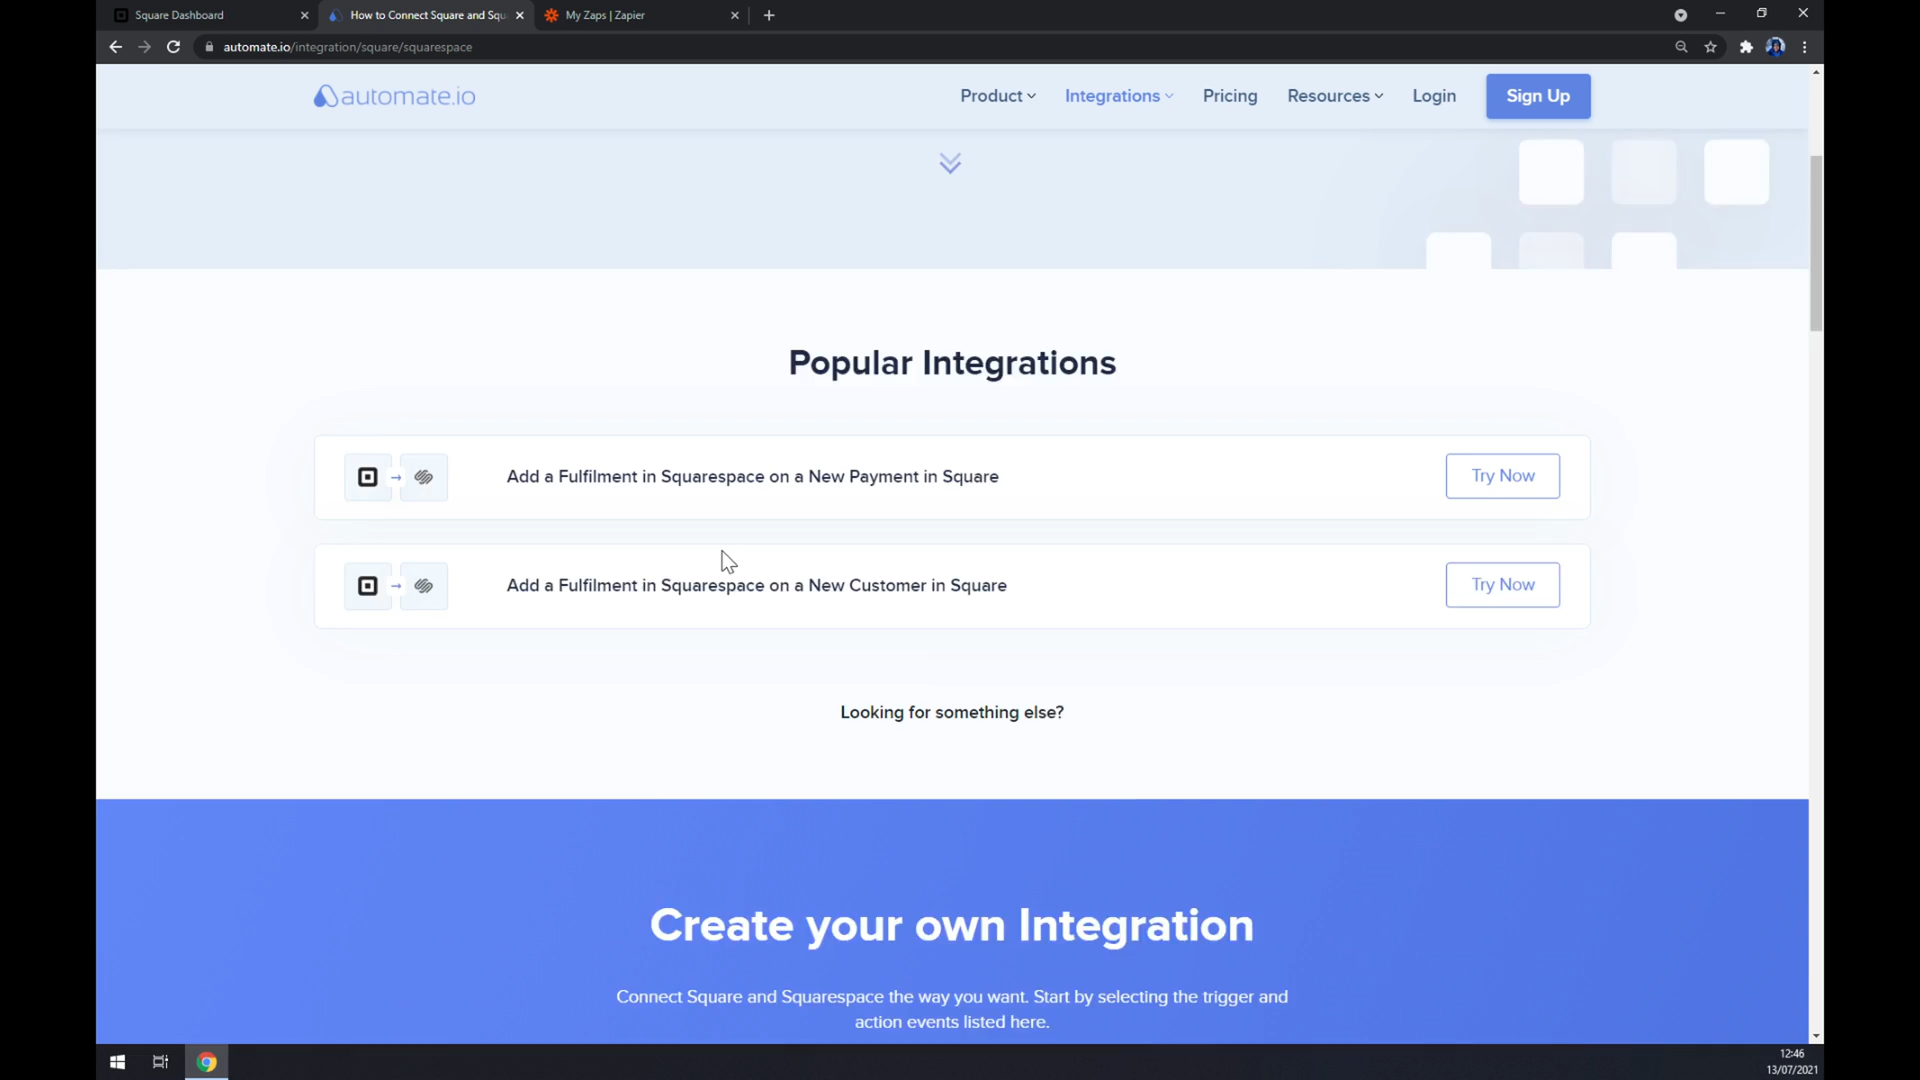 Square Dashboard
How to Connect Square and Squ
My Zaps | Zapier
automate.io/integration/square/squarespace
automate.io
Product
Integrations
Pricing
Resources
Login
Sign Up
Popular Integrations
Add a Fulfilment in Squarespace on a New Payment in Square
Try Now
Add a Fulfilment in Squarespace on a New Customer in Square
Try Now
Looking for something else?
Create your own Integration
Connect Square and Squarespace the way you want. Start by selecting the trigger and
action events listed here.
12:46
13/07/2021